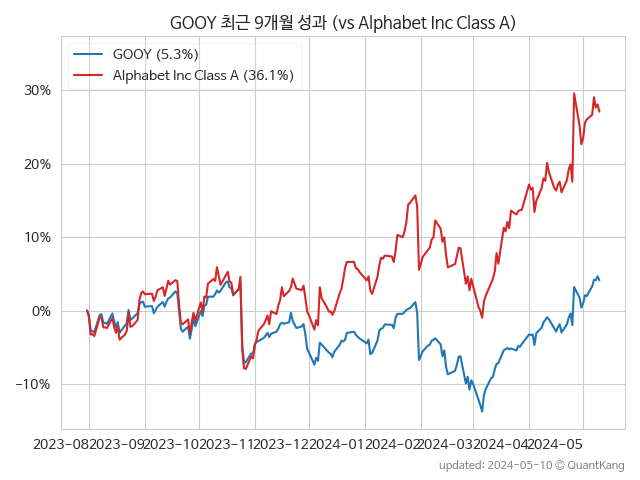 GOOY 최근 9개월 성과 (vs Alphabet Inc Class A)
GOOY (5.3%)
Alphabet Inc Class A (36.1%)
30%
20%
10%
0%
−10%
2023-08 2023-09 2023-10 2023-11 2023-12 2024-01 2024-02 2024-03 2024-04 2024-05
updated: 2024-05-10 © QuantKang